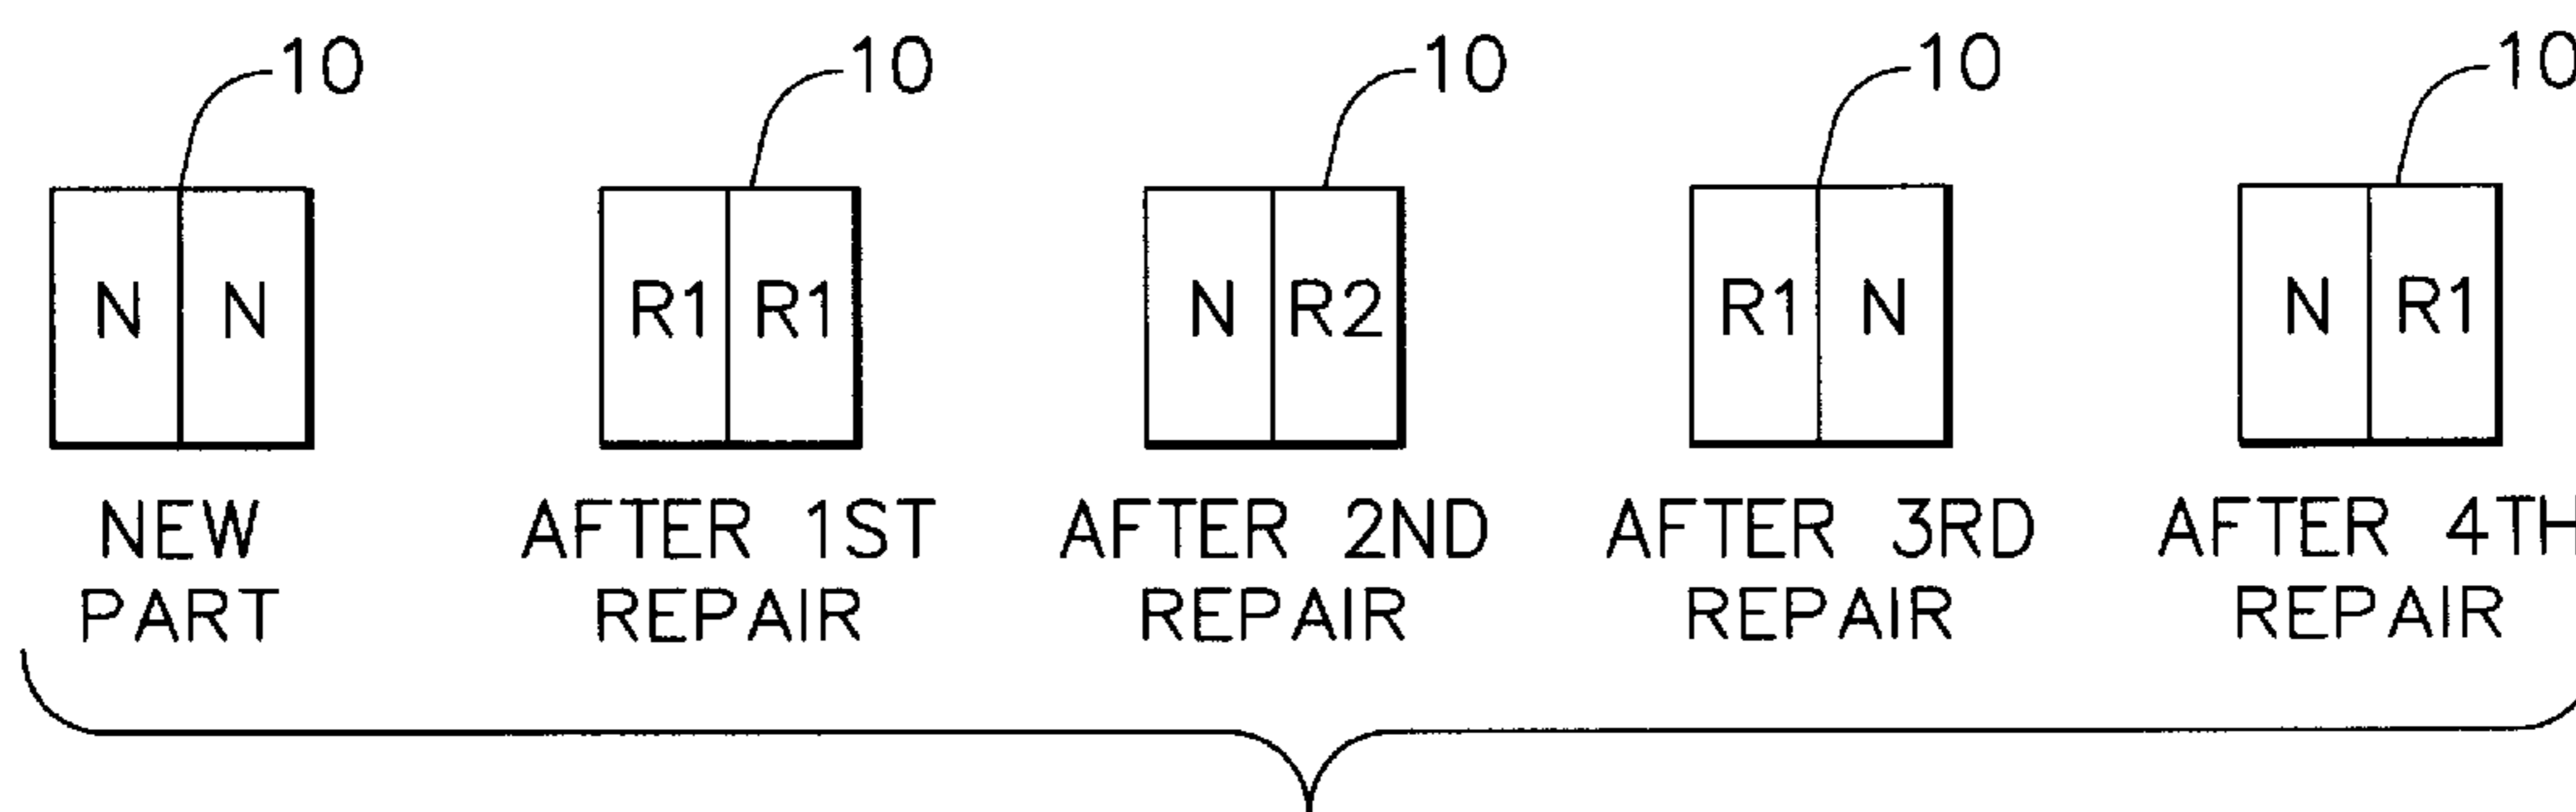 10 10 10 10 10
N N R1 R1 N R2 R1 N N R1
NEW AFTER 1ST AFTER 2ND AFTER 3RD AFTER 4TH
PART REPAIR REPAIR REPAIR REPAIR